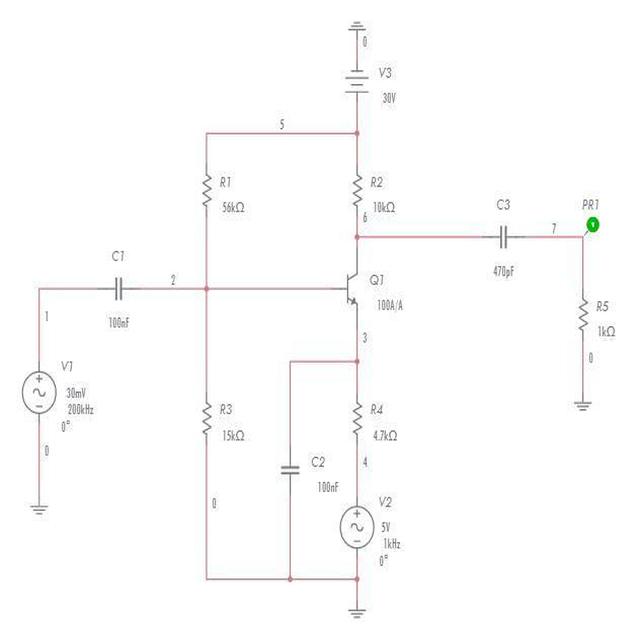 0
V3
30V
5
R1
56kΩ
R2
10kΩ
6
C3
470pF
7
PR1
V
C1
100nF
2
Q1
100A/A
R5
1kΩ
0
1
3
V1
30mV
200kHz
0°
0
R3
15kΩ
0
C2
100nF
R4
4.7kΩ
4
V2
5V
1kHz
0°